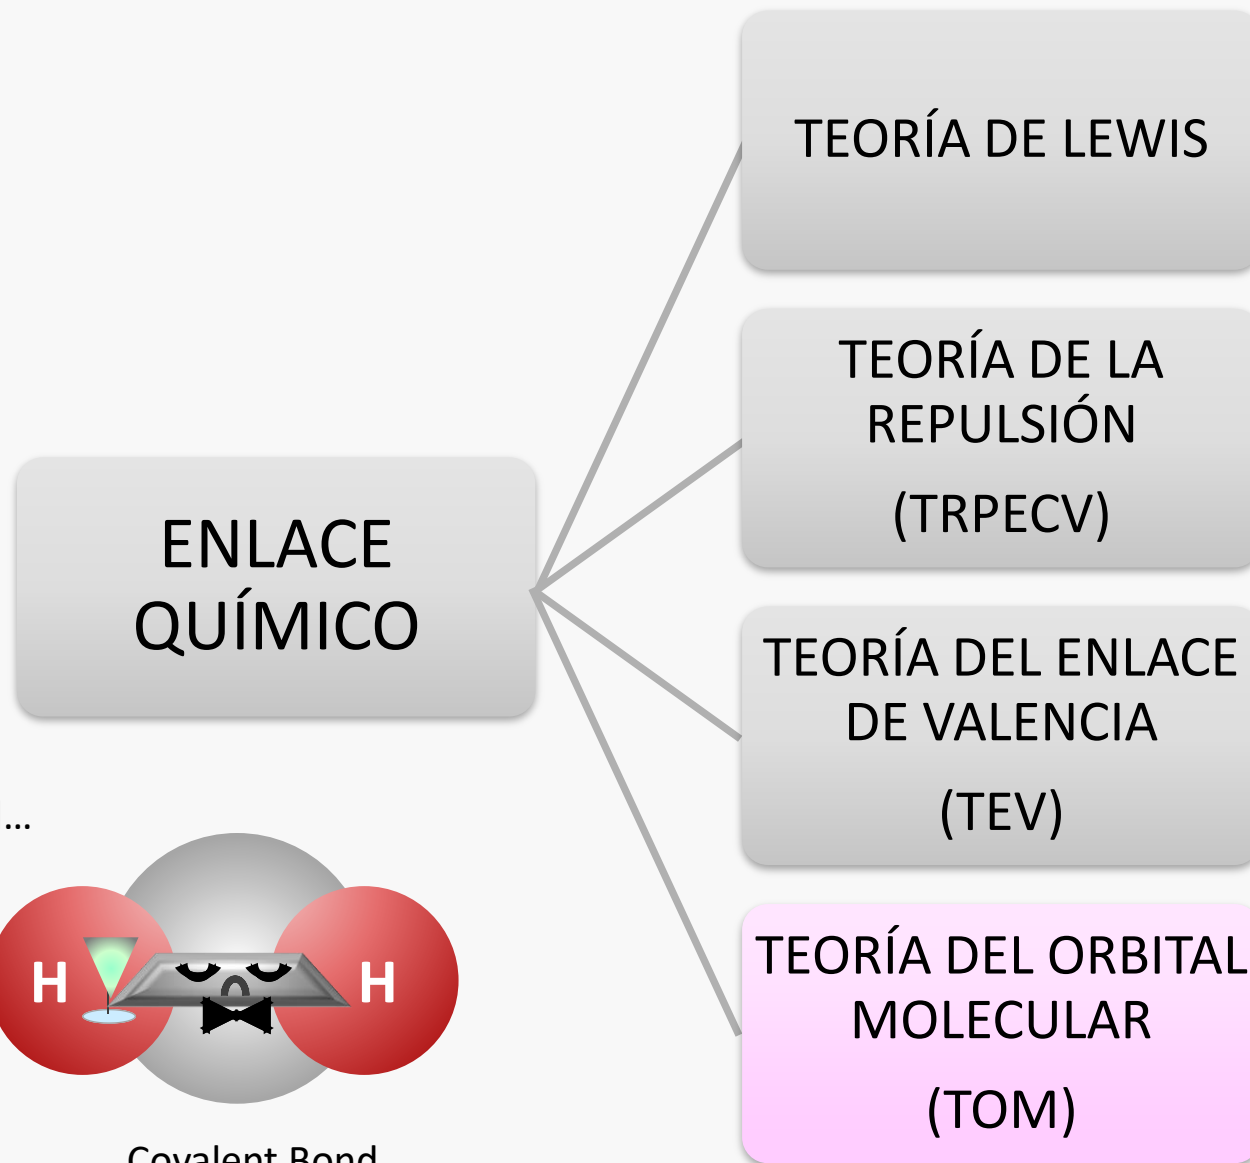 TEORÍA DE LEWIS
TEORÍA DE LA
REPULSIÓN
(TRPECV)
ENLACE
QUÍMICO
TEORÍA DEL ENLACE
DE VALENCIA
(TEV)
...
H
H
TEORÍA DEL ORBITAL
MOLECULAR
(TOM)
Covalent Bond